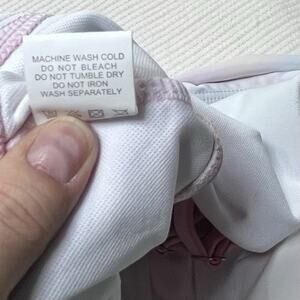 MACHINE WASH COLD
DO NOT BLEACH
DO NOT TUMBLE DRY
DO NOT IRON
WASH SEPARATELY